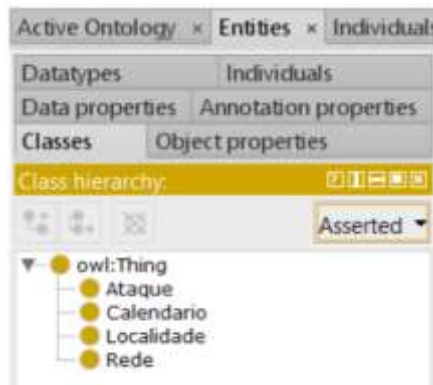 Active Ontology × Entities × Individuals
Datatypes Individuals
Data properties Annotation properties
Classes Object properties
Class hierarchy:
Asserted
owl:Thing
Ataque
Calendario
Localidade
Rede